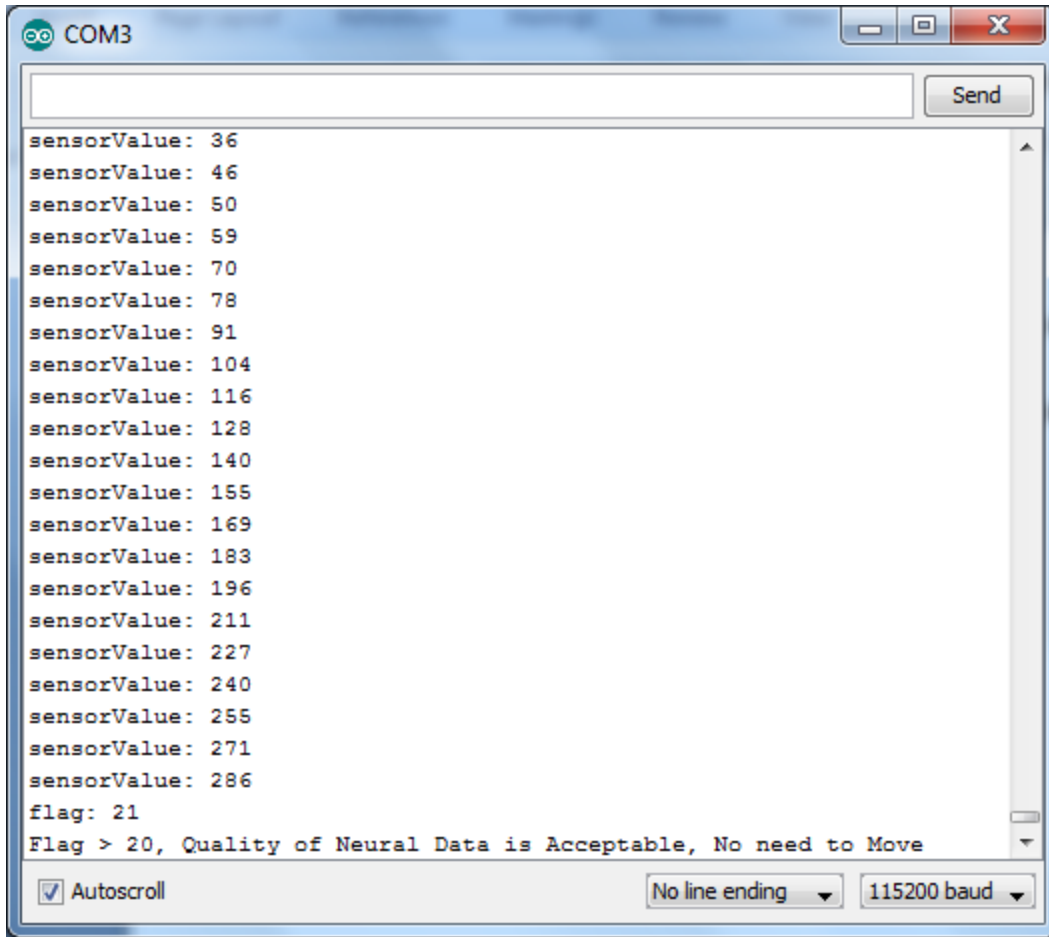 COM3
Send
sensorValue: 36
sensorValue: 46
sensorValue: 50
sensorValue: 59
sensorValue: 70
sensorValue: 78
sensorValue: 91
sensorValue: 104
sensorValue: 116
sensorValue: 128
sensorValue: 140
sensorValue: 155
sensorValue: 169
sensorValue: 183
sensorValue: 196
sensorValue: 211
sensorValue: 227
sensorValue: 240
sensorValue: 255
sensorValue: 271
sensorValue: 286
flag: 21
Flag > 20, Quality of Neural Data is Acceptable, No need to Move
Autoscroll No line ending 115200 baud